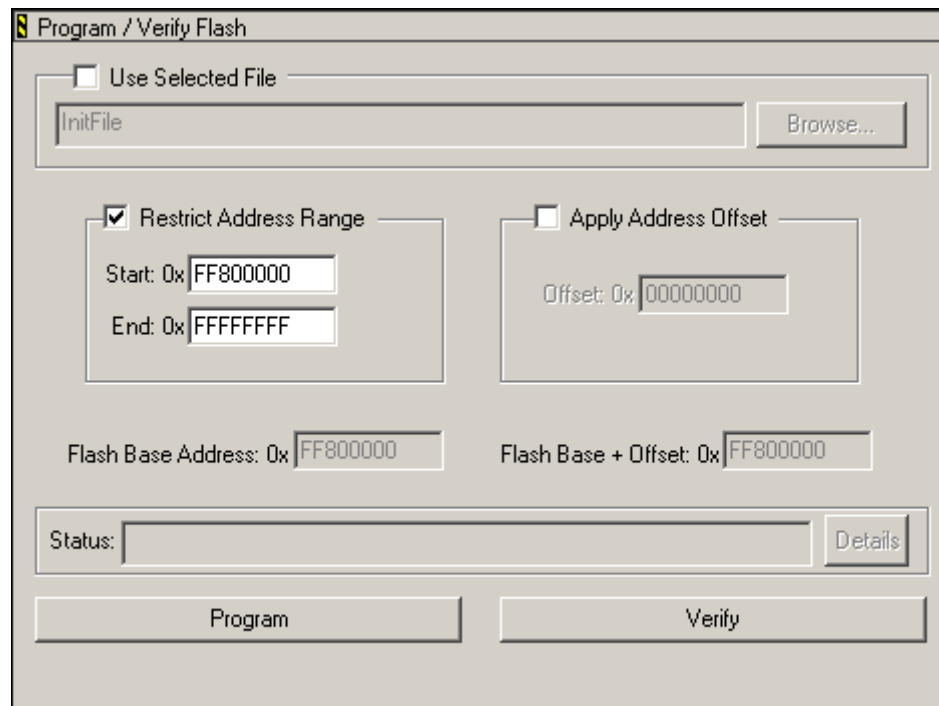 Program / Verify Flash
Use Selected File
InitFile
Browse...
Restrict Address Range
Apply Address Offset
Start: 0x FF800000
Offset: 0x 00000000
End: 0x FFFFFFFF
Flash Base Address: 0x FF800000
Flash Base + Offset: 0x FF800000
Status:
Details
Program
Verify